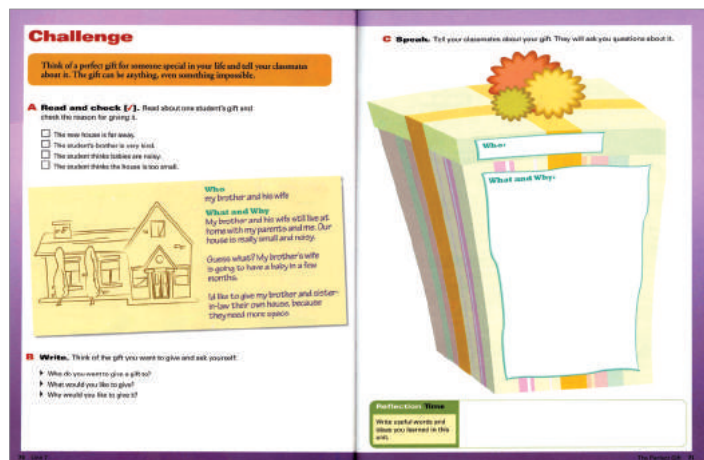 Challenge
Think of a perfect gift for someone special in your life and tell your classmates
about it. The gift can be anything, even something impossible.
A Read and check [✓]. Read about one student's gift and
check the reason for giving it.
The new house is far away.
The student's brother is very kind.
The student thinks babies are noisy.
The student thinks the house is too small.
Who
my brother and his wife
What and Why
My brother and his wife still live at
home with my parents and me. Our
house is really small and noisy.
Guess what? My brother's wife
is going to have a baby in a few
months.
I'd like to give my brother and sister-
in-law their own house, because
they need more space.
B Write. Think of the gift you want to give and ask yourself:
Who do you want to give a gift to?
What would you like to give?
Why would you like to give it?
Unit 7
C Speak. Tell your classmates about your gift. They will ask you questions about it.
Who:
What and Why:
Reflection Time
Write useful words and
ideas you learned in this
unit.
The Perfect Gift